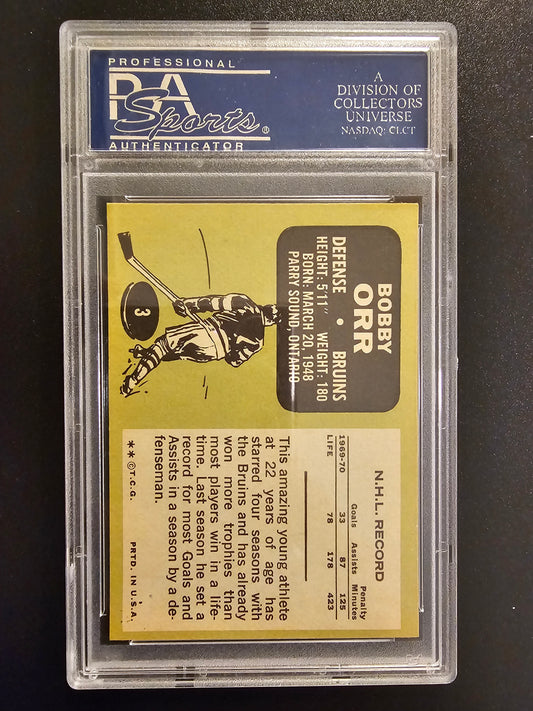 PROFESSIONAL
PSA
Sports®
AUTHENTICATOR
A
DIVISION OF
COLLECTORS
UNIVERSE
NASDAQ: CLCT
3
BOBBY
ORR
DEFENSE • BRUINS
HEIGHT: 5'11" WEIGHT: 180
BORN: MARCH 20, 1948
PARRY SOUND, ONTARIO
N.H.L. RECORD
Goals Assists Penalty Minutes
1969-70 33 87 125
LIFE 78 178 423
This amazing young athlete
at 22 years of age has
starred four seasons with
the Bruins and has already
won more trophies than
most players win in a life-
time. Last season he set a
record for most Goals and
Assists in a season by a de-
fenseman.
**©T.C.G. PRTD. IN U.S.A.